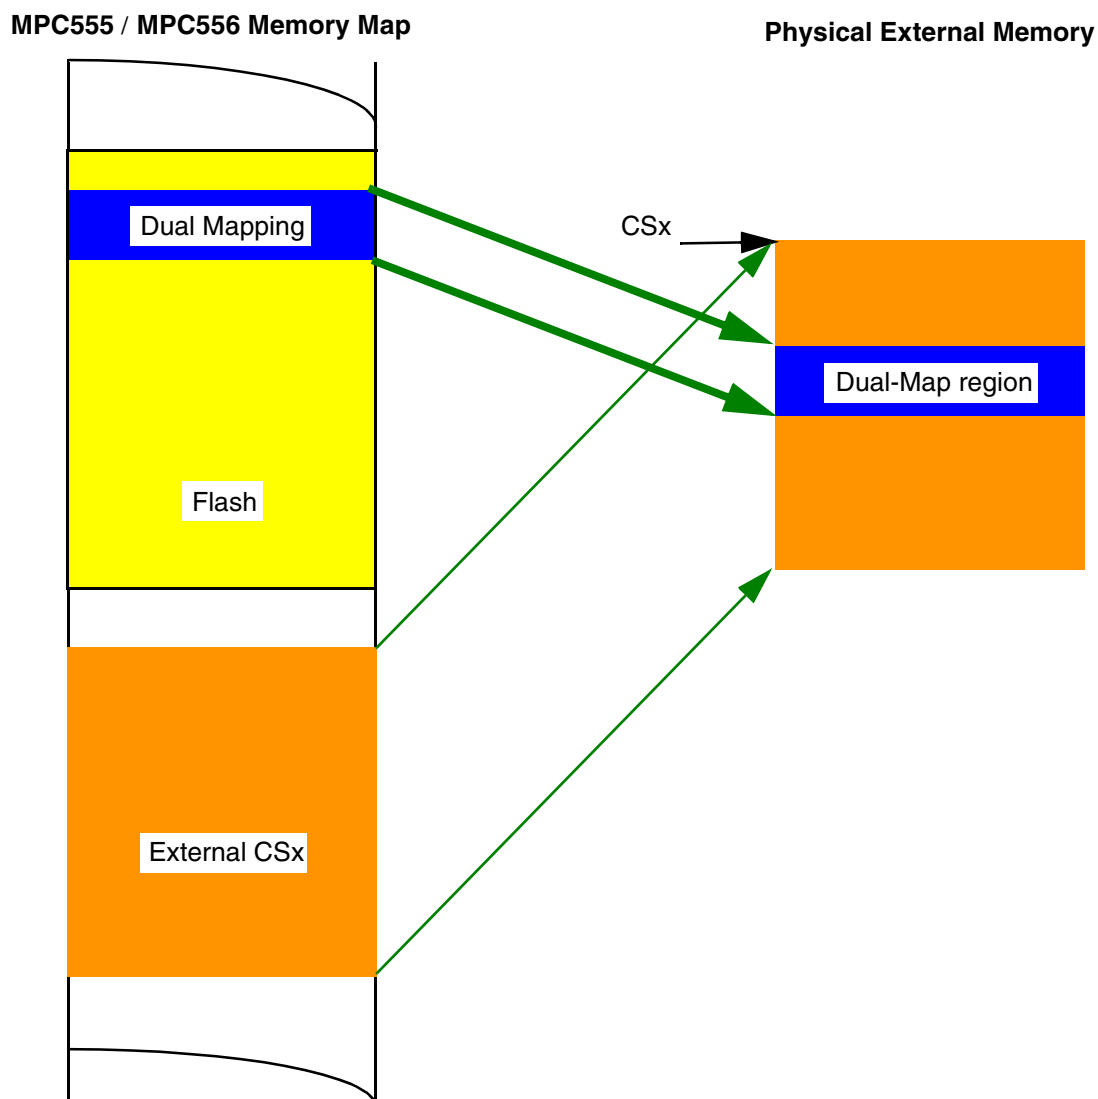 MPC555 / MPC556 Memory Map
Physical External Memory
Dual Mapping
CSx
Dual-Map region
Flash
External CSx